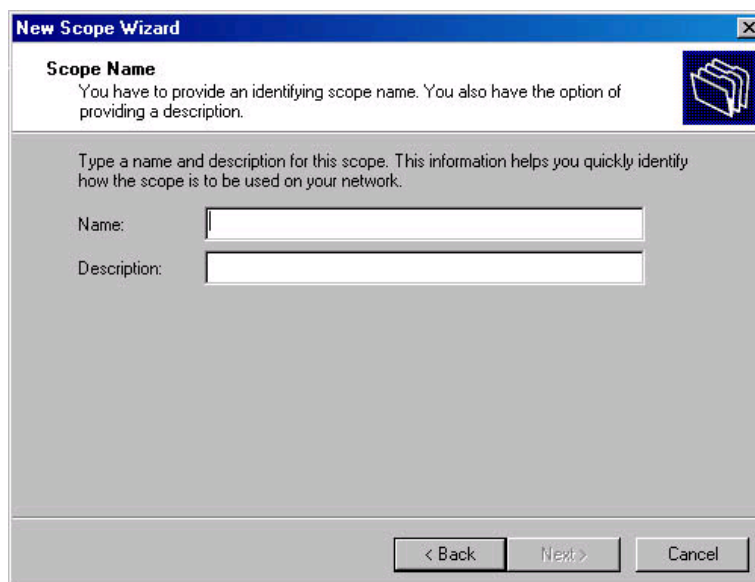 New Scope Wizard
Scope Name
You have to provide an identifying scope name. You also have the option of
providing a description.
Type a name and description for this scope. This information helps you quickly identify
how the scope is to be used on your network.
Name:
Description:
< Back
Next >
Cancel